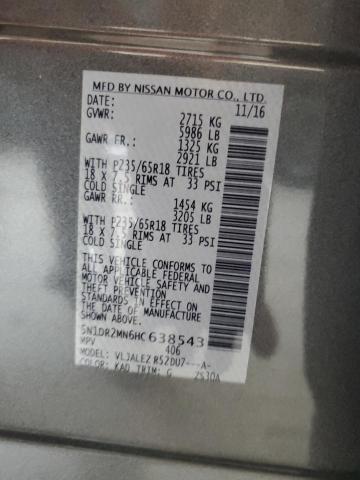 MFD BY NISSAN MOTOR CO., LTD
DATE: 11/16
GVWR: 2715 KG
5986 LB
GAWR FR.: 1325 KG
2921 LB
WITH P235/65R18 TIRES
18 X 7.5 RIMS AT 33 PSI
COLD SINGLE
GAWR RR.: 1454 KG
3205 LB
WITH P235/65R18 TIRES
18 X 7.5 RIMS AT 33 PSI
COLD SINGLE
THIS VEHICLE CONFORMS TO
ALL APPLICABLE FEDERAL
MOTOR VEHICLE SAFETY AND
THEFT PREVENTION
STANDARDS IN EFFECT ON
THE DATE OF MANUFACTURE
SHOWN ABOVE.
5N1DR2MN6HC638543
MPV 406
MODEL: VLJALEZ R52DU7---A-
COLOR: KAD TRIM: G 2530A